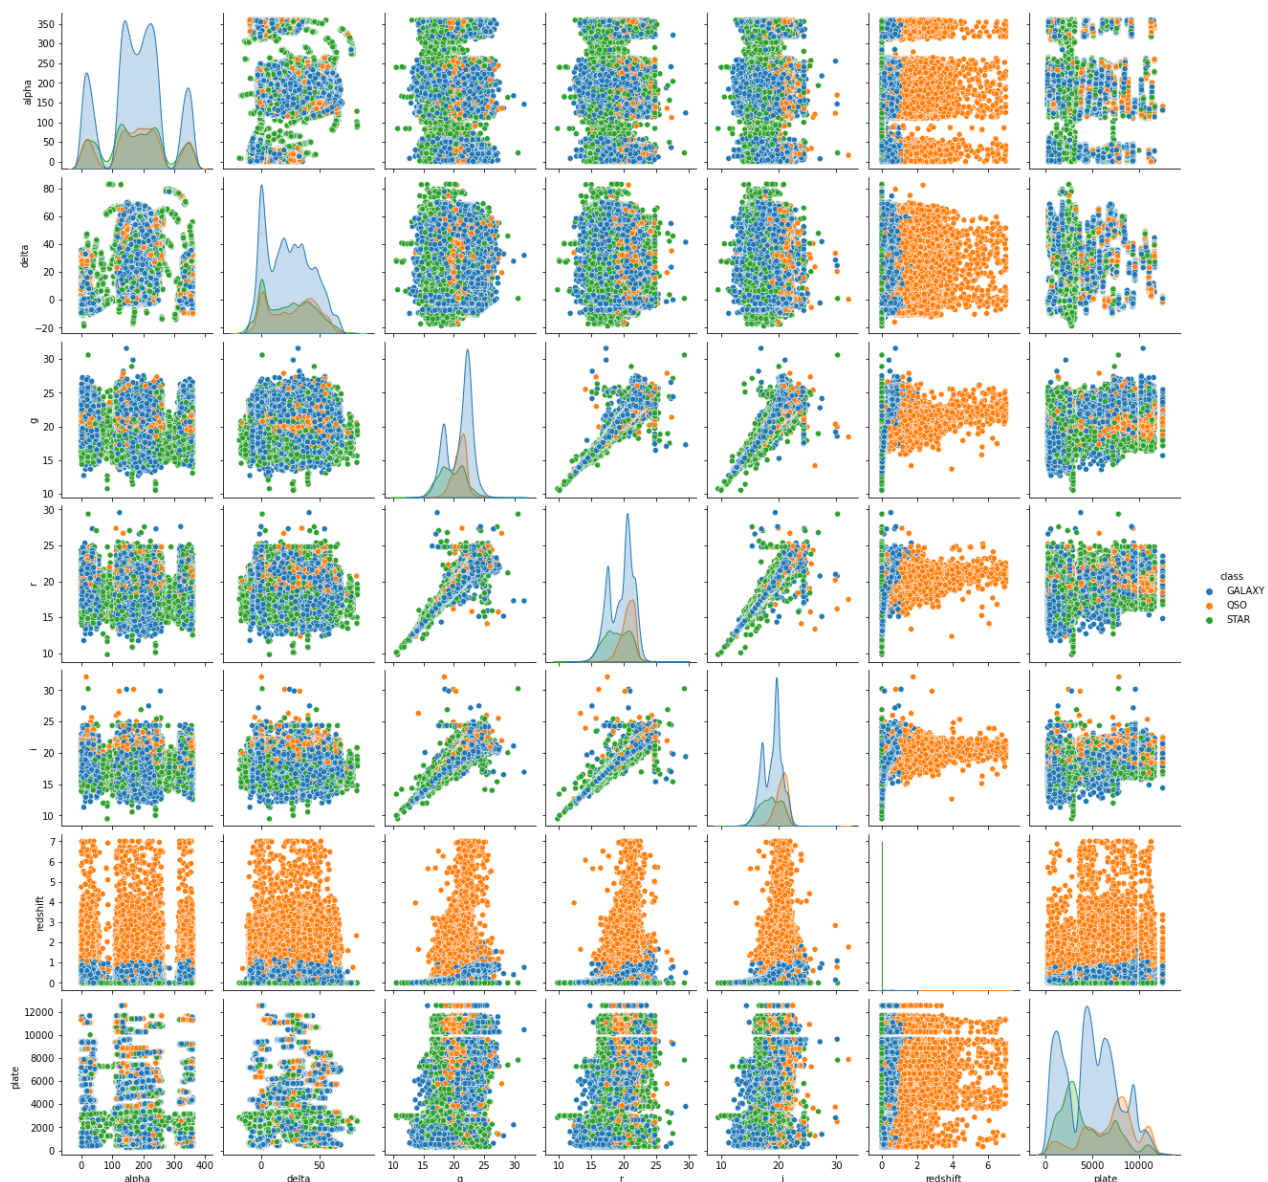 350
300
250
200
150
100
50
0
alpha
80
60
40
20
0
−20
delta
30
25
20
15
10
g
30
25
20
15
10
r
30
25
20
15
10
i
class
GALAXY
QSO
STAR
7
6
5
4
3
2
1
0
redshift
12000
10000
8000
6000
4000
2000
0
plate
0 100 200 300 400
alpha
0 50
delta
10 15 20 25 30
g
10 15 20 25 30
r
10 20 30
i
0 2 4 6
redshift
0 5000 10000
plate